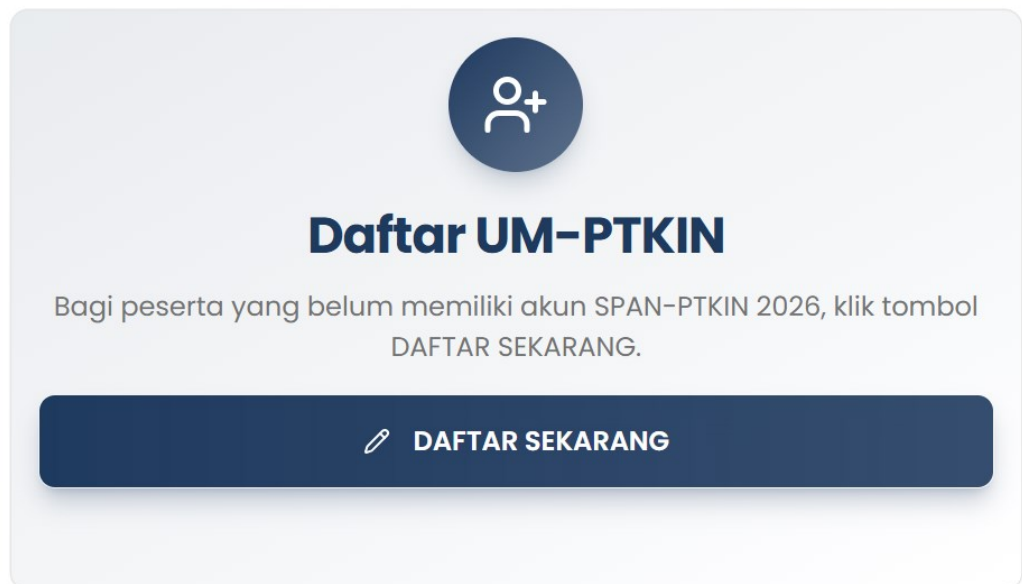 Daftar UM-PTKIN
Bagi peserta yang belum memiliki akun SPAN-PTKIN 2026, klik tombol
DAFTAR SEKARANG.
DAFTAR SEKARANG